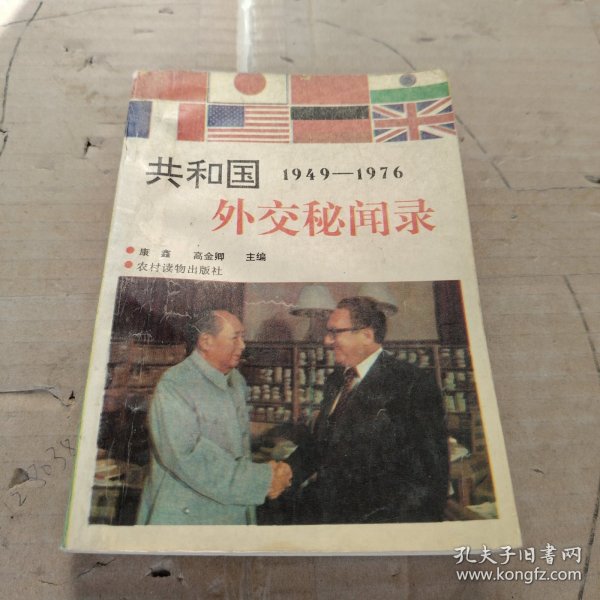 共和国 1949—1976
外交秘闻录
康鑫 高金卿 主编
农村读物出版社
孔夫子旧书网
www.kongfz.com